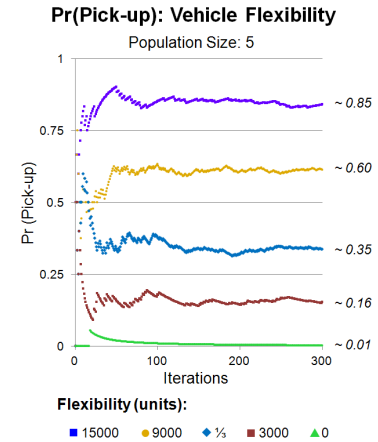 Pr(Pick-up): Vehicle Flexibility
Population Size: 5
1
0.75
0.5
0.25
0
Pr (Pick-up)
~ 0.85
~ 0.60
~ 0.35
~ 0.16
~ 0.01
0 100 200 300
Iterations
Flexibility (units):
15000 9000 ⅓ 3000 0